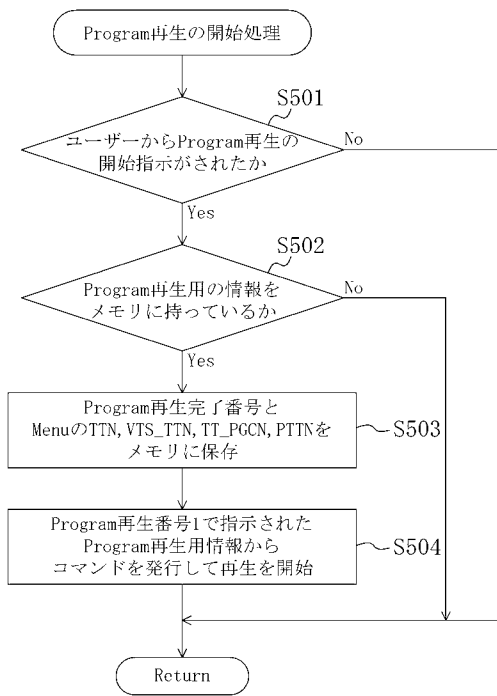 Program再生の開始処理
S501
ユーザーからProgram再生の
開始指示がされたか
No
Yes
S502
Program再生用の情報を
メモリに持っているか
No
Yes
Program再生完了番号と
MenuのTTN,VTS_TTN,TT_PGCN,PTTNを
メモリに保存
S503
Program再生番号1で指示された
Program再生用情報から
コマンドを発行して再生を開始
S504
Return